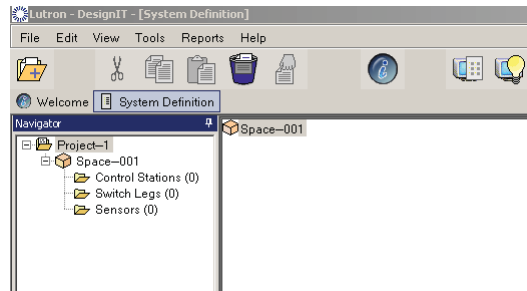 Lutron - DesignIT - [System Definition]
File Edit View Tools Reports Help
Welcome System Definition
Navigator
Space-001
Project-1
Space-001
Control Stations (0)
Switch Legs (0)
Sensors (0)